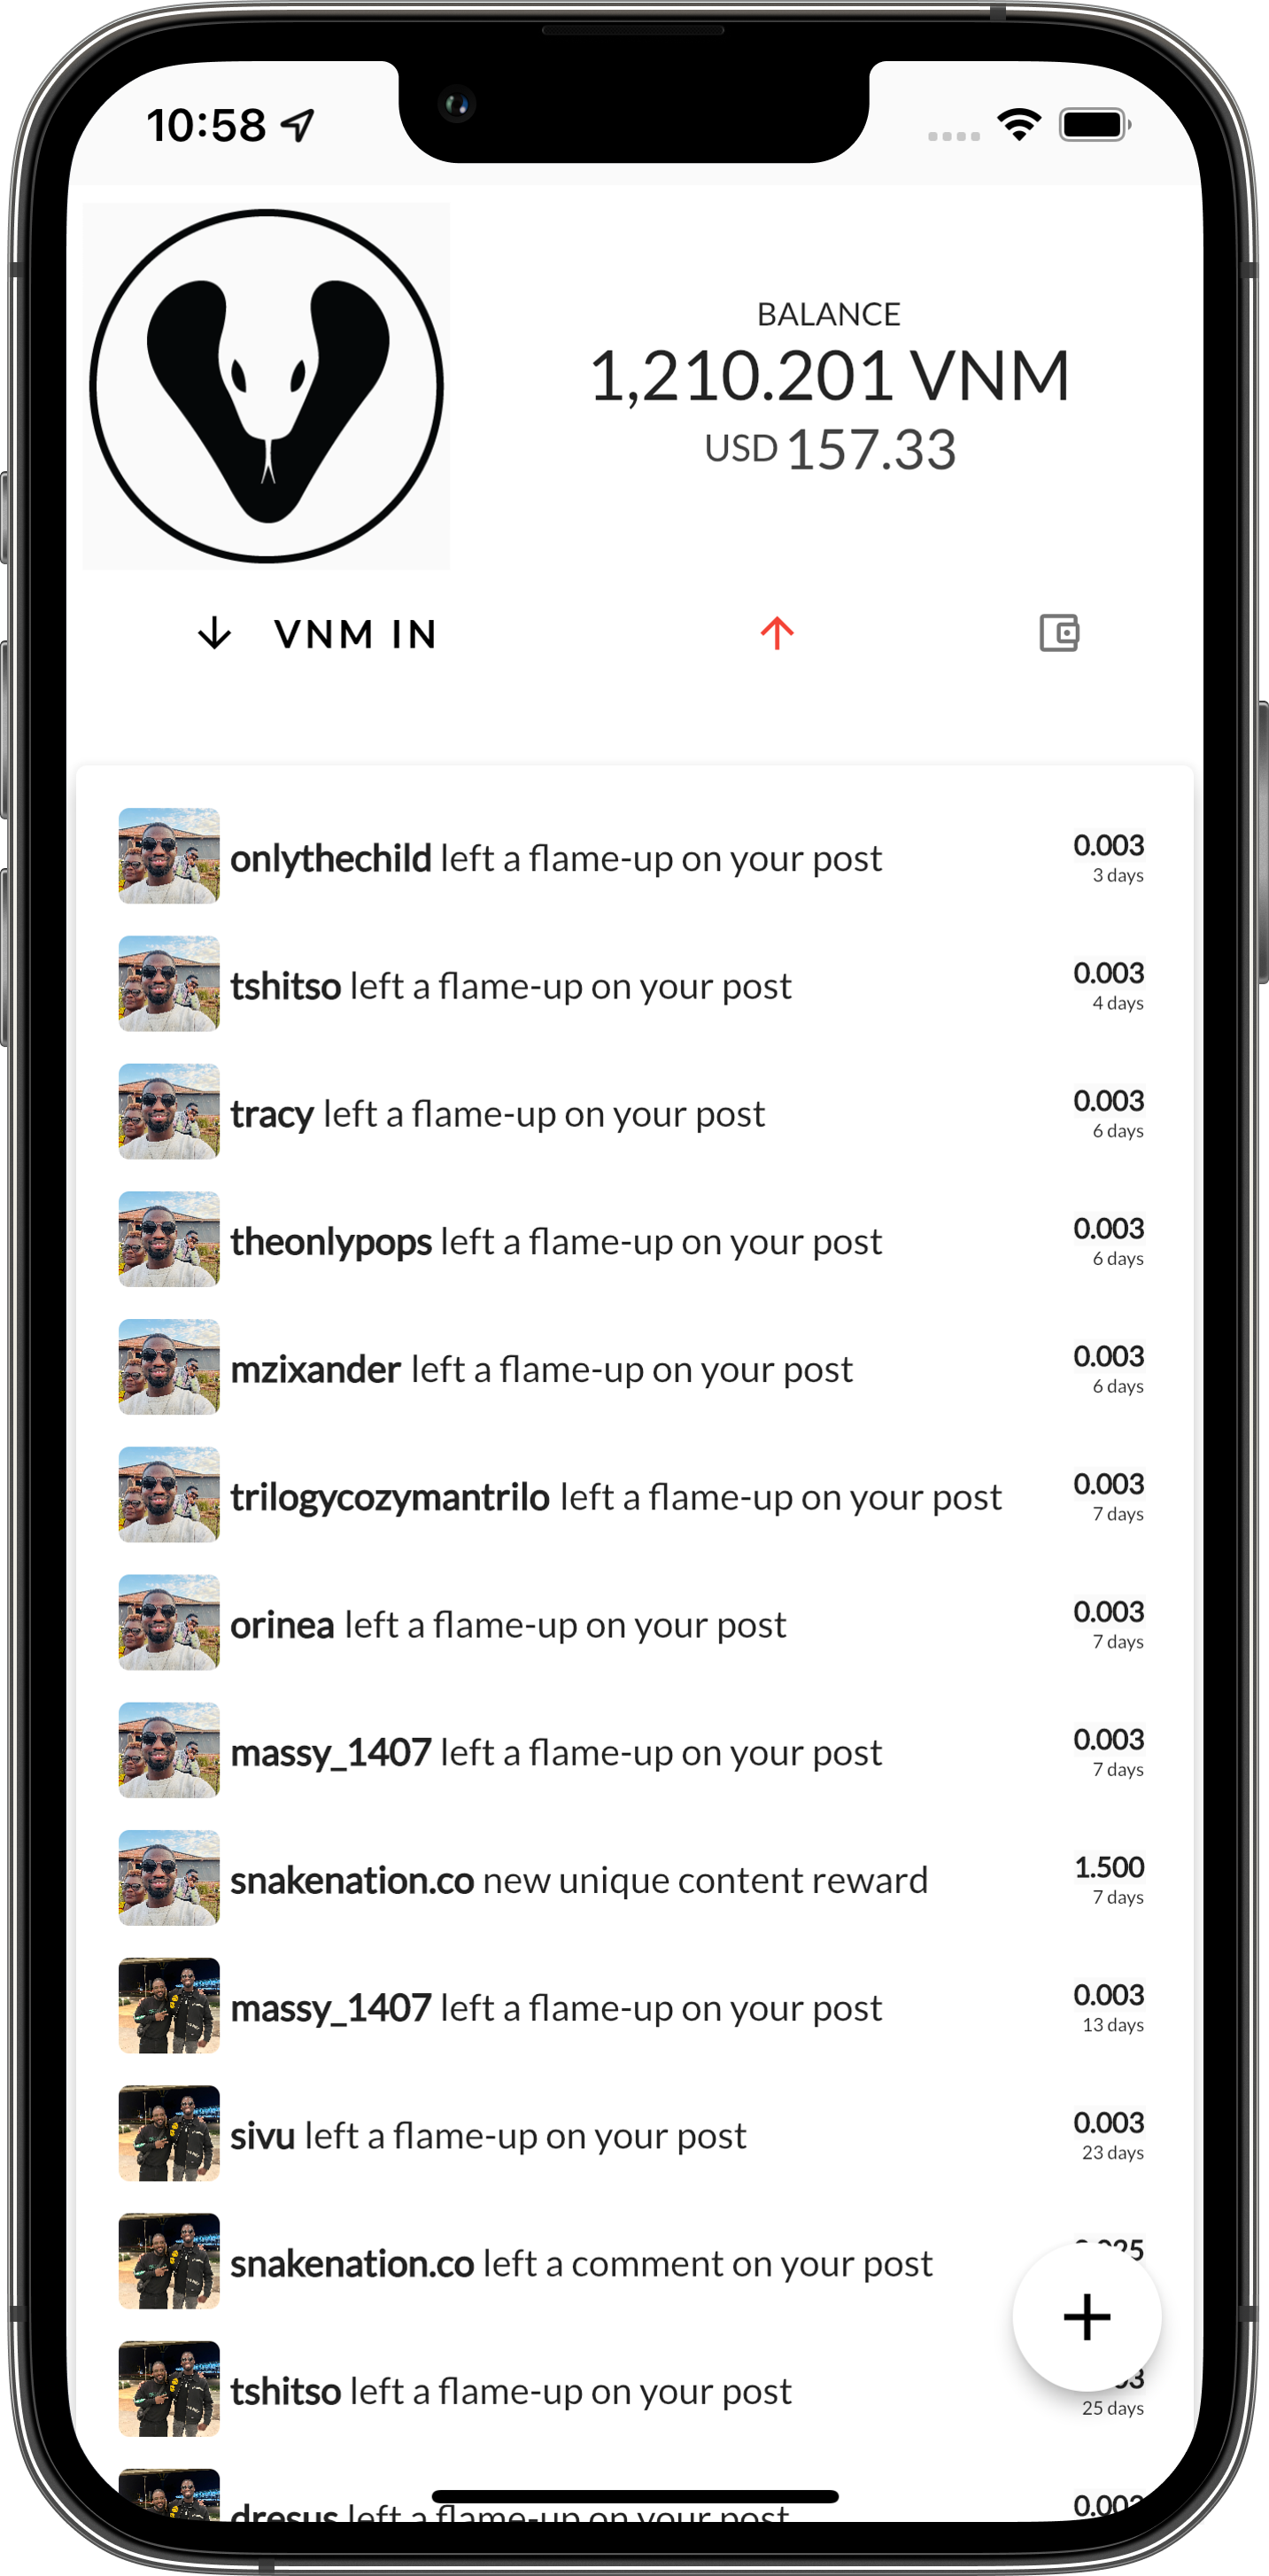 10:58
BALANCE
1,210.201 VNM
USD 157.33
VNM IN
onlythechild left a flame-up on your post 0.003
3 days
tshitso left a flame-up on your post 0.003
4 days
tracy left a flame-up on your post 0.003
6 days
theonlypops left a flame-up on your post 0.003
6 days
mzixander left a flame-up on your post 0.003
6 days
trilogycozymantrilo left a flame-up on your post 0.003
7 days
orinea left a flame-up on your post 0.003
7 days
massy_1407 left a flame-up on your post 0.003
7 days
snakenation.co new unique content reward 1.500
7 days
massy_1407 left a flame-up on your post 0.003
13 days
sivu left a flame-up on your post 0.003
23 days
snakenation.co left a comment on your post
tshitso left a flame-up on your post
25 days
dresus left a flame-up on your post 0.003